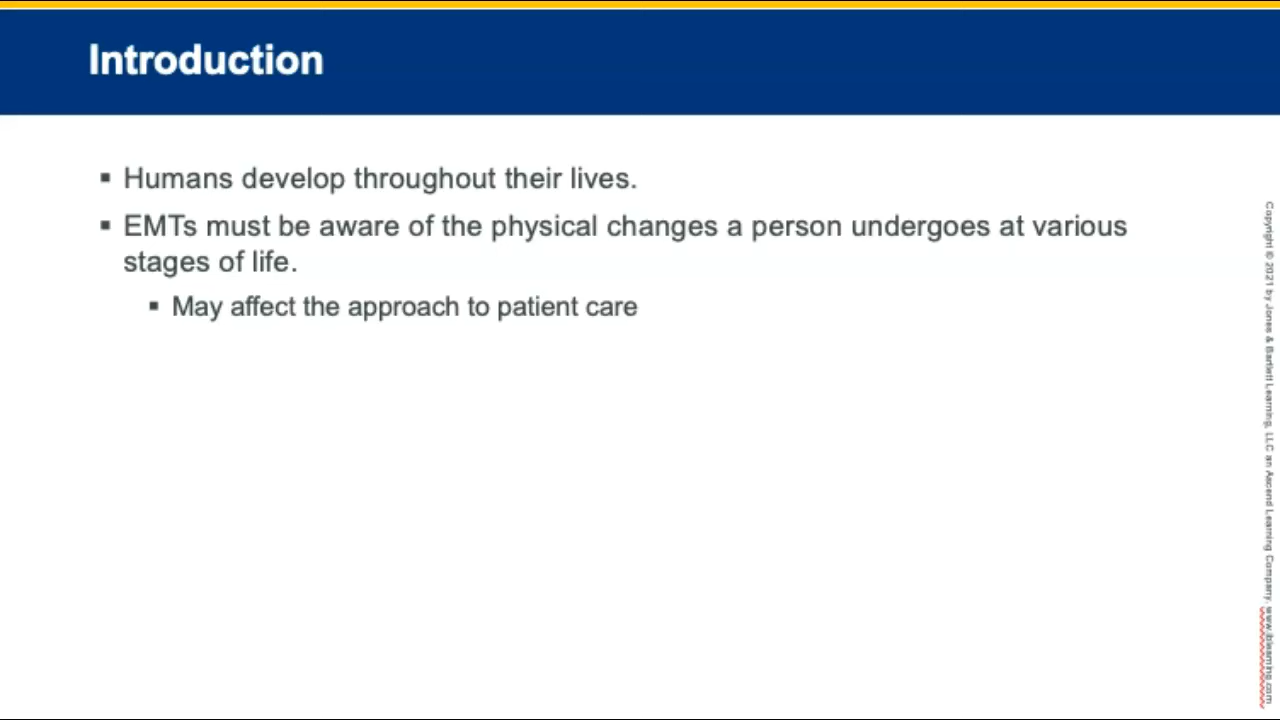 Introduction
▪ Humans develop throughout their lives.
▪ EMTs must be aware of the physical changes a person undergoes at various
stages of life.
▪ May affect the approach to patient care
Copyright © 2021 by Jones & Bartlett Learning, LLC an Ascend Learning Company. www.jblearning.com